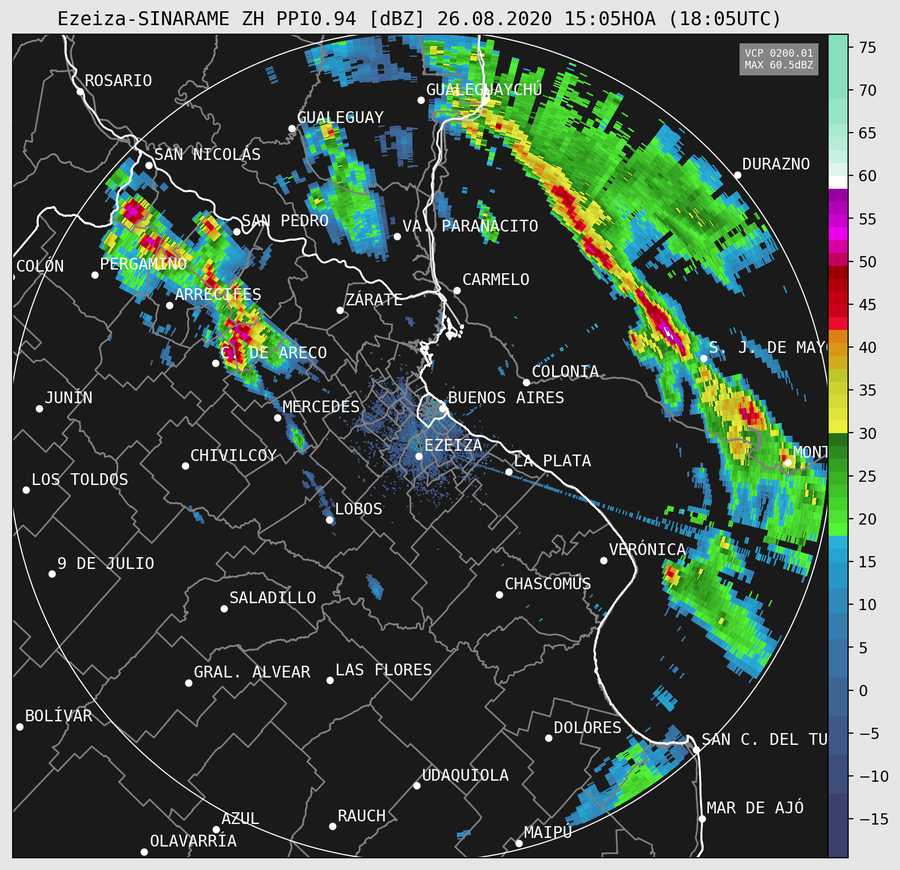 Ezeiza-SINARAME ZH PPI0.94 [dBZ] 26.08.2020 15:05HOA (18:05UTC)
VCP 0200.01
MAX 60.5dBZ
ROSARIO
GUALEGUAYCHU
GUALEGUAY
SAN NICOLAS
DURAZNO
SAN PEDRO
VA. PARANACITO
COLÓN
PERGAMINO
CARMELO
ARRECIFES
ZÁRATE
C. DE ARECO
S. J. DE MAY
COLONIA
JUNÍN
BUENOS AIRES
MERCEDES
EZEIZA
CHIVILCOY
MONT
LA PLATA
LOS TOLDOS
LOBOS
VERÓNICA
9 DE JULIO
CHASCOMÚS
SALADILLO
GRAL. ALVEAR
LAS FLORES
BOLÍVAR
DOLORES
SAN C. DEL TU
UDAQUIOLA
MAR DE AJÓ
AZUL
RAUCH
MAIPÚ
OLAVARRÍA
75
70
65
60
55
50
45
40
35
30
25
20
15
10
5
0
−5
−10
−15